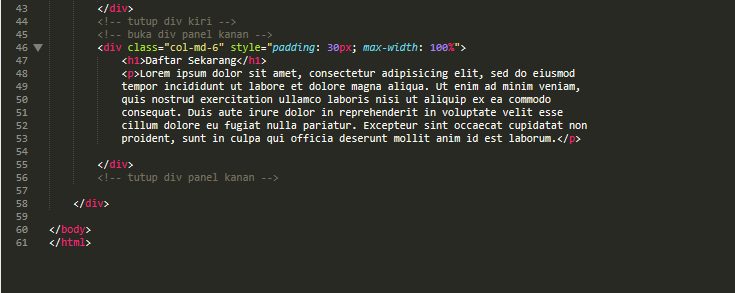 43 </div>
44 <!-- tutup div kiri -->
45 <!-- buka div panel kanan -->
46 <div class="col-md-6" style="padding: 30px; max-width: 100%">
47 <h1>Daftar Sekarang</h1>
48 <p>Lorem ipsum dolor sit amet, consectetur adipisicing elit, sed do eiusmod
49 tempor incididunt ut labore et dolore magna aliqua. Ut enim ad minim veniam,
50 quis nostrud exercitation ullamco laboris nisi ut aliquip ex ea commodo
51 consequat. Duis aute irure dolor in reprehenderit in voluptate velit esse
52 cillum dolore eu fugiat nulla pariatur. Excepteur sint occaecat cupidatat non
53 proident, sunt in culpa qui officia deserunt mollit anim id est laborum.</p>
54
55 </div>
56 <!-- tutup div panel kanan -->
57
58 </div>
59
60 </body>
61 </html>